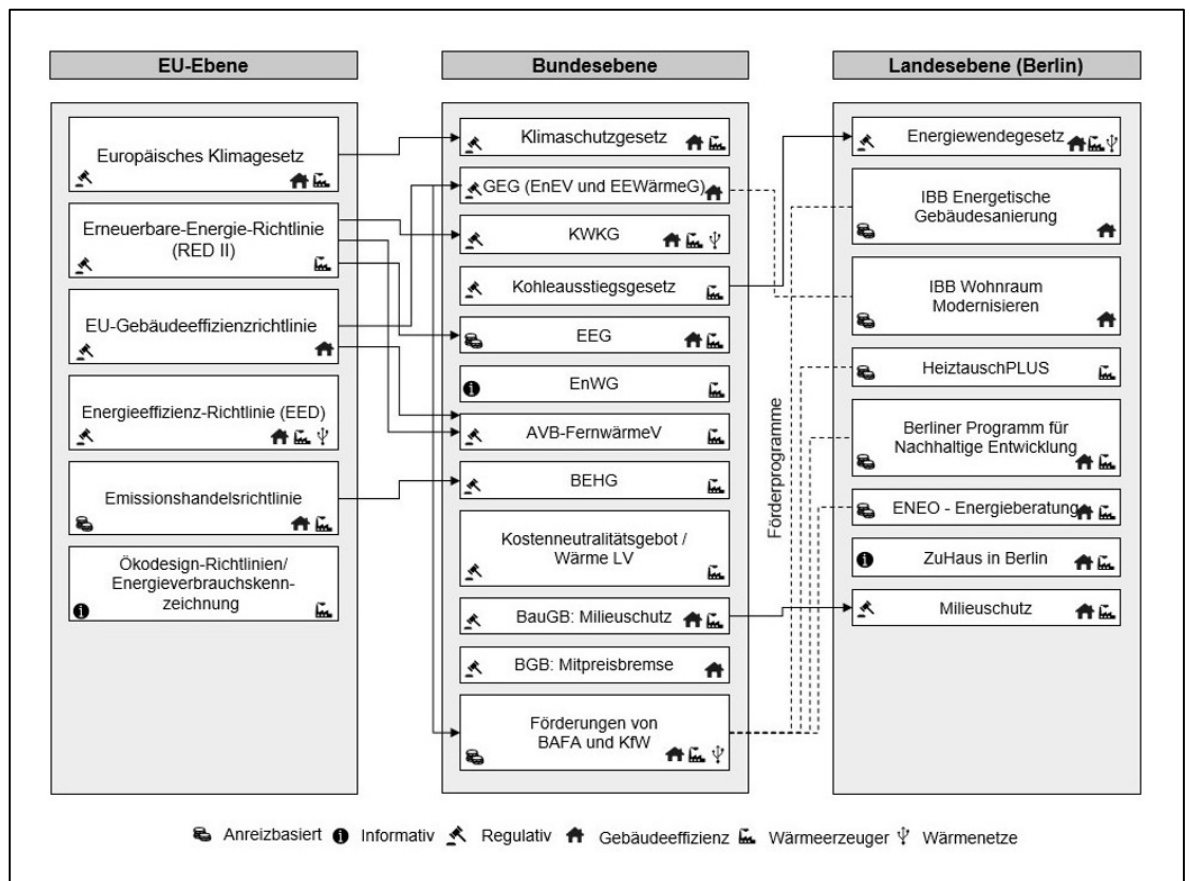 EU-Ebene
Europäisches Klimagesetz
Erneuerbare-Energie-Richtlinie
(RED II)
EU-Gebäudeeffizienzrichtlinie
Energieeffizienz-Richtlinie (EED)
Emissionshandelsrichtlinie
Ökodesign-Richtlinien/
Energieverbrauchskenn-
zeichnung
Bundesebene
Klimaschutzgesetz
GEG (EnEV und EEWärmeG)
KWKG
Kohleausstiegsgesetz
EEG
EnWG
AVB-FernwärmeV
BEHG
Kostenneutralitätsgebot /
Wärme LV
BauGB: Milieuschutz
BGB: Mitpreisbremse
Förderungen von
BAFA und KfW
Förderprogramme
Landesebene (Berlin)
Energiewendegesetz
IBB Energetische
Gebäudesanierung
IBB Wohnraum
Modernisieren
HeiztauschPLUS
Berliner Programm für
Nachhaltige Entwicklung
ENEO - Energieberatung
ZuHaus in Berlin
Milieuschutz
Anreizbasiert Informativ Regulativ Gebäudeeffizienz Wärmeerzeuger Wärmenetze